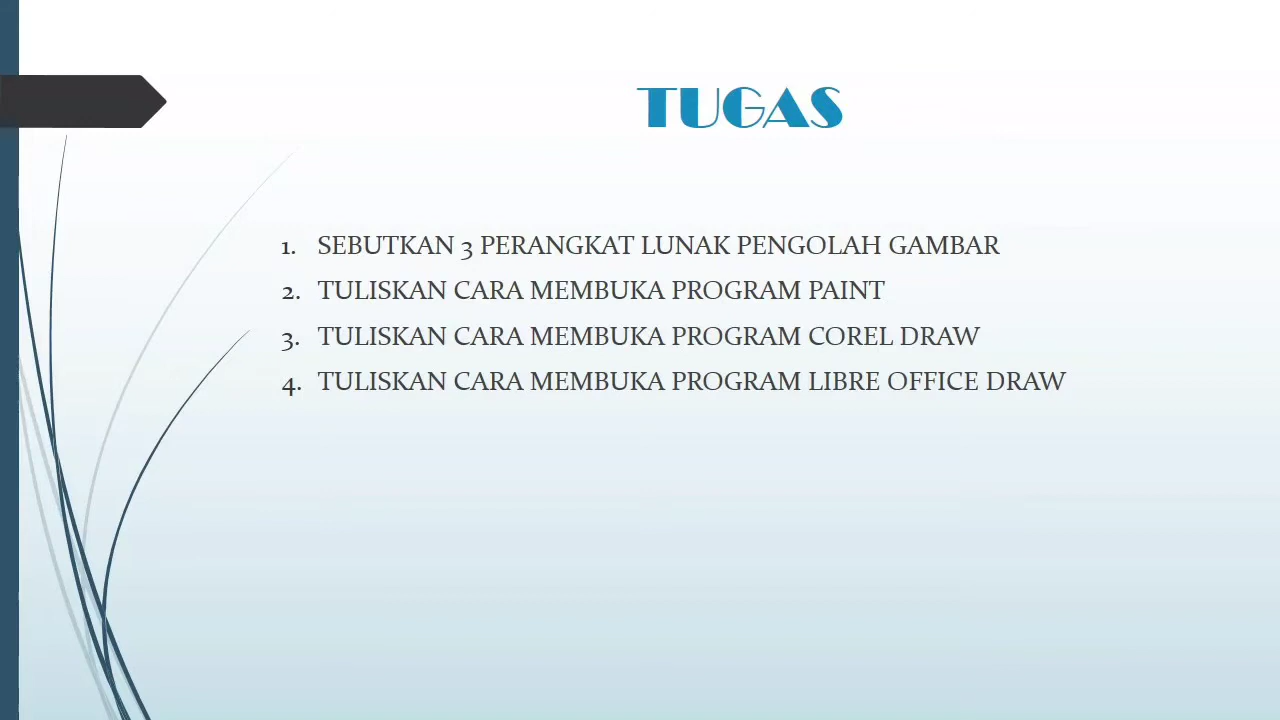 TUGAS
1. SEBUTKAN 3 PERANGKAT LUNAK PENGOLAH GAMBAR
2. TULISKAN CARA MEMBUKA PROGRAM PAINT
3. TULISKAN CARA MEMBUKA PROGRAM COREL DRAW
4. TULISKAN CARA MEMBUKA PROGRAM LIBRE OFFICE DRAW